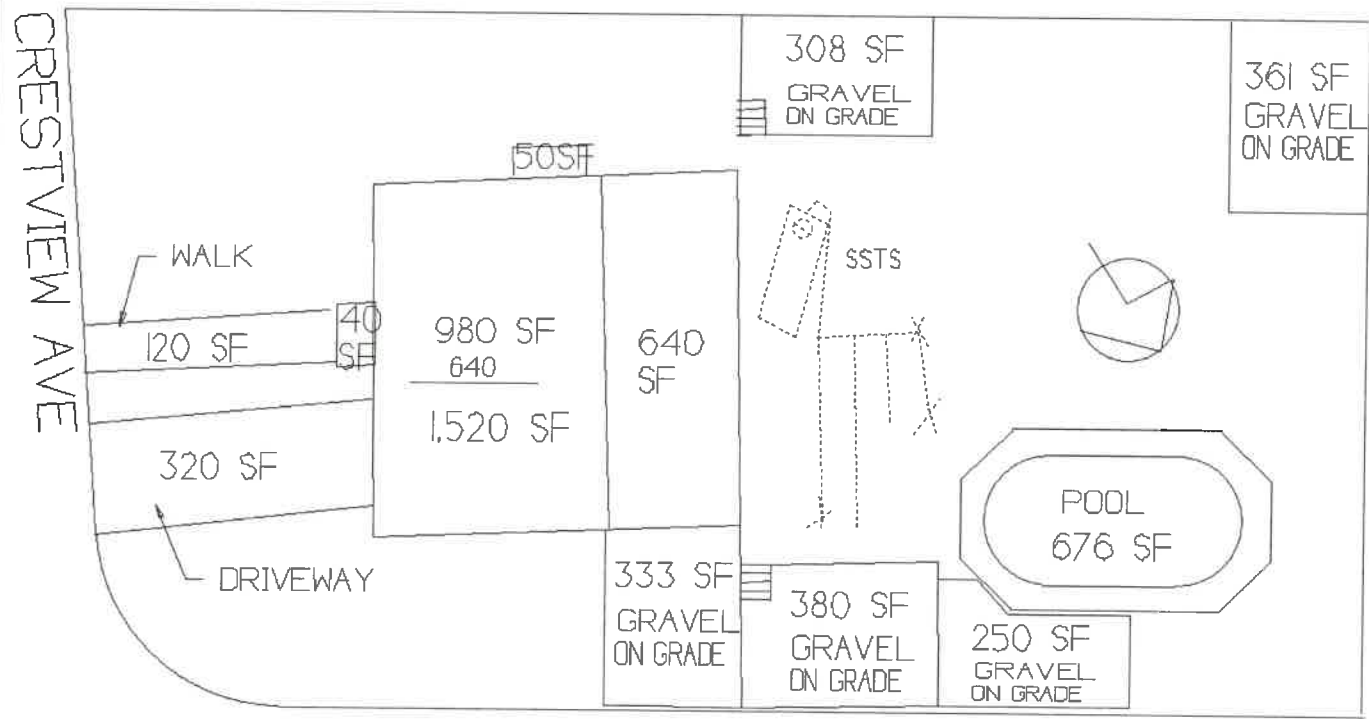 CRESTVIEW AVE
308 SF
GRAVEL
ON GRADE
361 SF
GRAVEL
ON GRADE
50SF
WALK
SSTS
120 SF
40
SF
980 SF
640
1,520 SF
640
SF
320 SF
DRIVEWAY
POOL
676 SF
333 SF
GRAVEL
ON GRADE
380 SF
GRAVEL
ON GRADE
250 SF
GRAVEL
ON GRADE